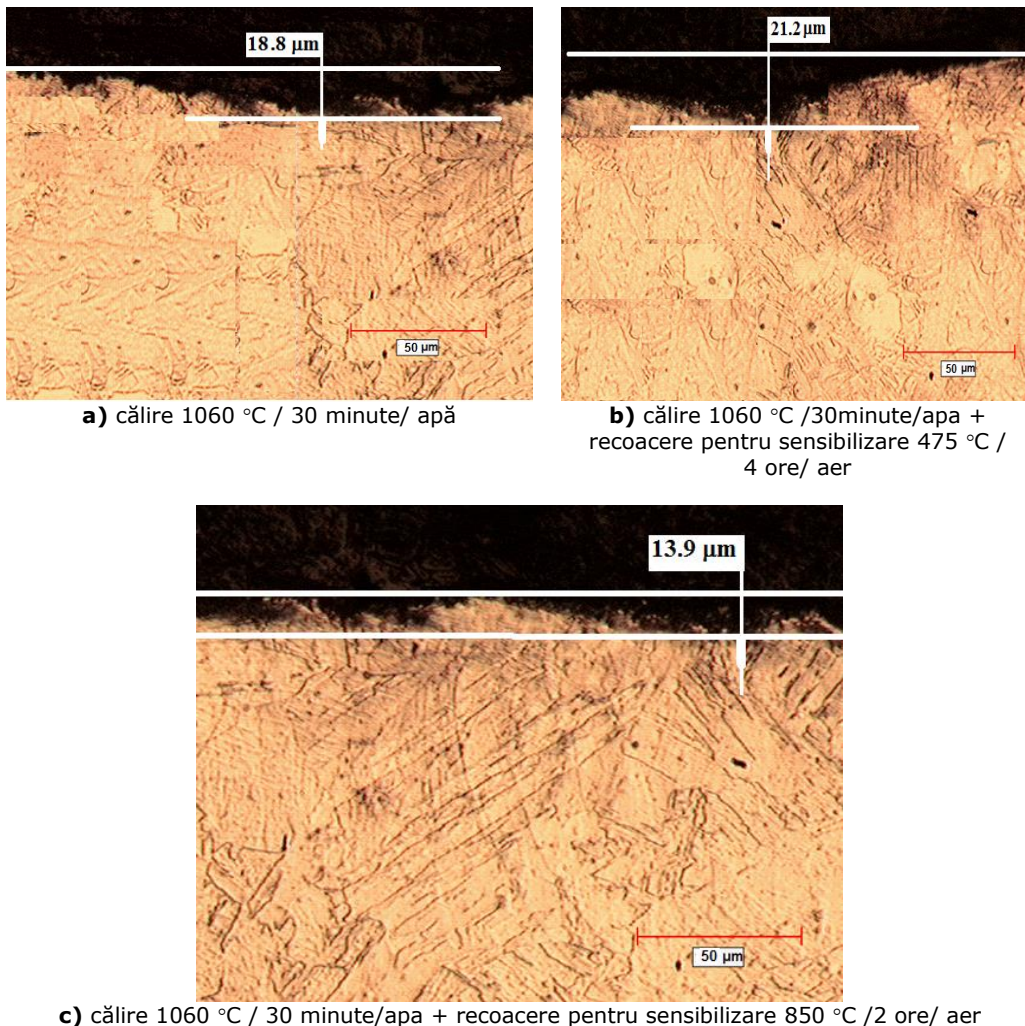 18.8 µm
50 µm
21.2 µm
50 µm
a) călire 1060 °C / 30 minute/ apă
b) călire 1060 °C /30minute/apa +
recoacere pentru sensibilizare 475 °C /
4 ore/ aer
13.9 µm
50 µm
c) călire 1060 °C / 30 minute/apa + recoacere pentru sensibilizare 850 °C /2 ore/ aer